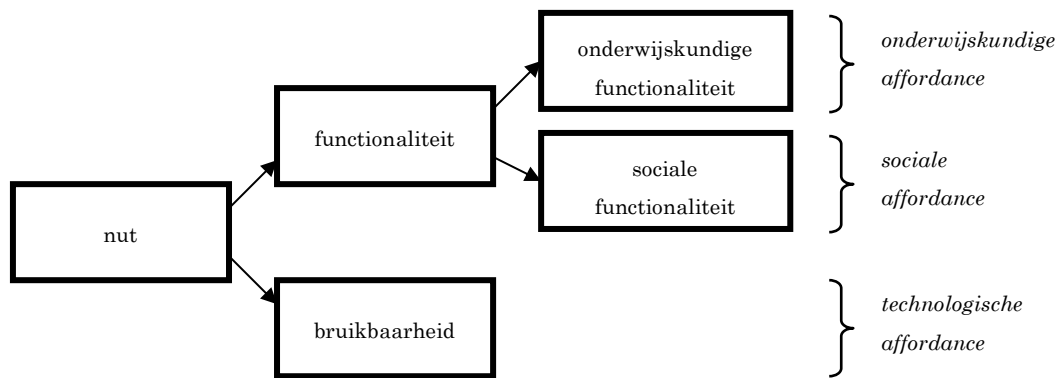 onderwijskundige
functionaliteit
onderwijskundige
affordance
functionaliteit
sociale
functionaliteit
sociale
affordance
nut
bruikbaarheid
technologische
affordance